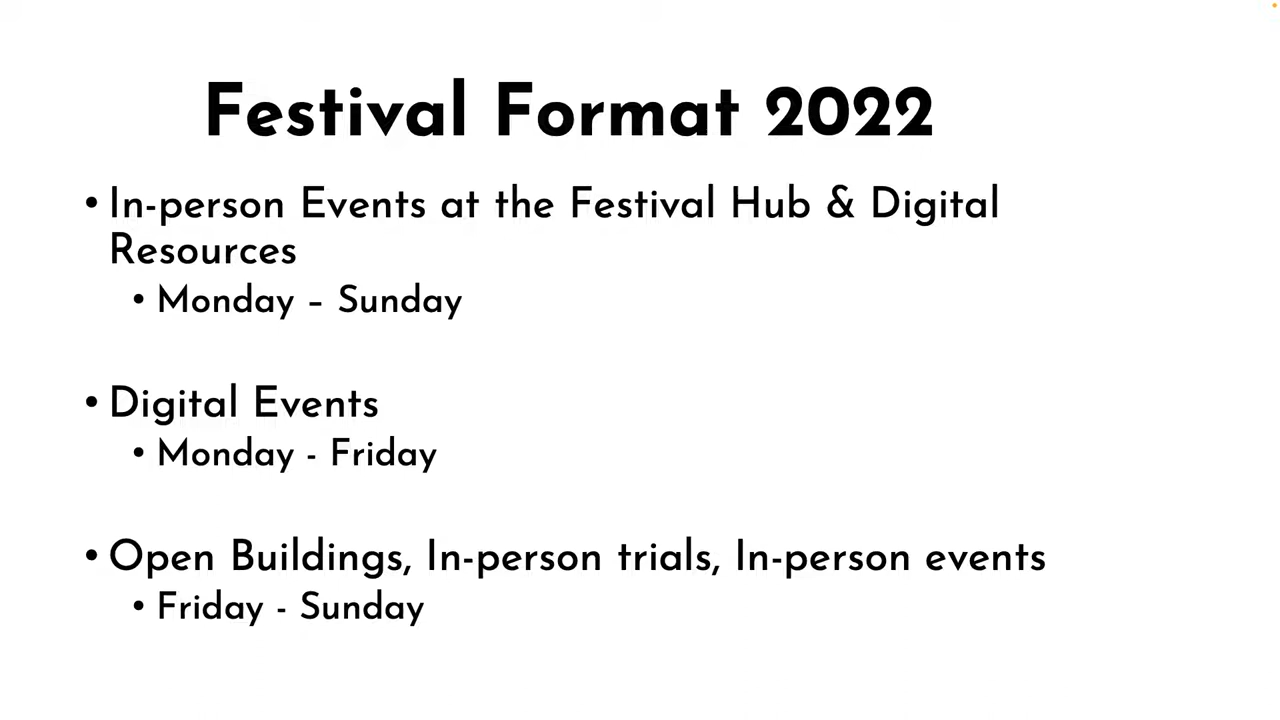 Festival Format 2022
• In-person Events at the Festival Hub & Digital
Resources
• Monday – Sunday
• Digital Events
• Monday - Friday
• Open Buildings, In-person trials, In-person events
• Friday - Sunday